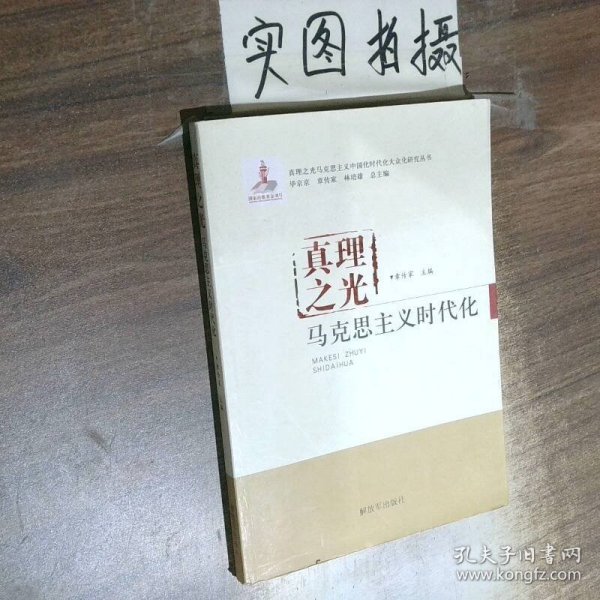 实图拍摄
真理之光马克思主义中国化时代化大众化研究丛书
毕京京 章传家 林培雄 总主编
真理
之光
▼章传家 主编
马克思主义时代化
MAKESI ZHUYI
SHIDAIHUA
解放军出版社
孔夫子旧书网
www.kongfz.com